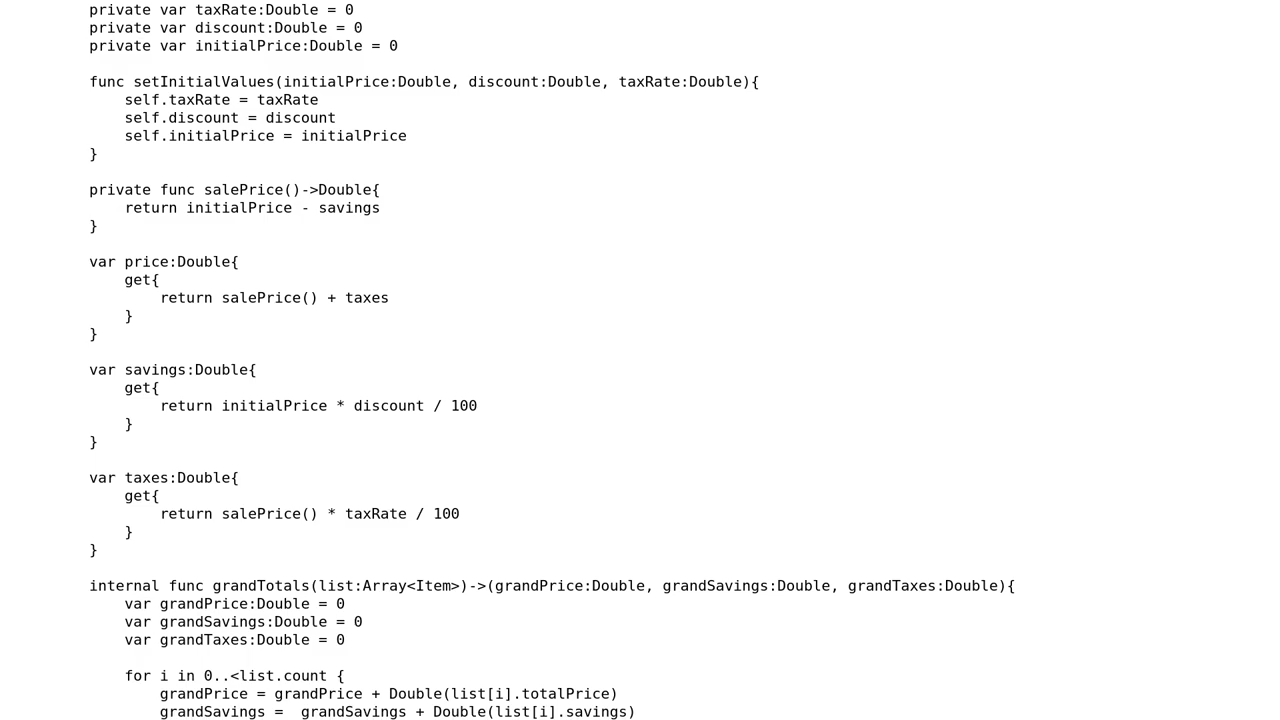 private var taxRate:Double = 0
private var discount:Double = 0
private var initialPrice:Double = 0
func setInitialValues(initialPrice:Double, discount:Double, taxRate:Double){
self.taxRate = taxRate
self.discount = discount
self.initialPrice = initialPrice
}
private func salePrice()->Double{
return initialPrice - savings
}
var price:Double{
get{
return salePrice() + taxes
}
}
var savings:Double{
get{
return initialPrice * discount / 100
}
}
var taxes:Double{
get{
return salePrice() * taxRate / 100
}
}
internal func grandTotals(list:Array<Item>)->(grandPrice:Double, grandSavings:Double, grandTaxes:Double){
var grandPrice:Double = 0
var grandSavings:Double = 0
var grandTaxes:Double = 0
for i in 0..<list.count {
grandPrice = grandPrice + Double(list[i].totalPrice)
grandSavings =  grandSavings + Double(list[i].savings)